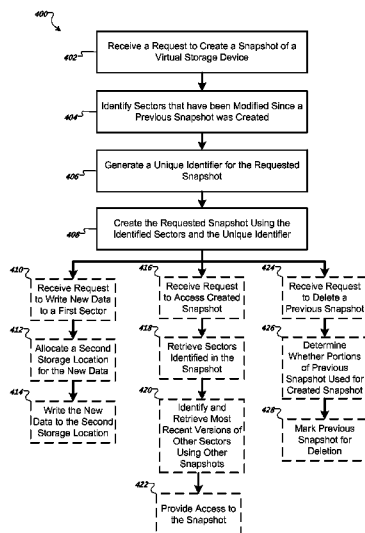 400
402
Receive a Request to Create a Snapshot of a
Virtual Storage Device
404
Identify Sectors that have been Modified Since a
Previous Snapshot was Created
406
Generate a Unique Identifier for the Requested
Snapshot
408
Create the Requested Snapshot Using the
Identified Sectors and the Unique Identifier
410
Receive Request
to Write New Data
to a First Sector
412
Allocate a Second
Storage Location
for the New Data
414
Write the New
Data to the Second
Storage Location
416
Receive Request
to Access Created
Snapshot
418
Retrieve Sectors
Identified in the
Snapshot
420
Identify and
Retrieve Most
Recent Versions of
Other Sectors
Using Other
Snapshots
422
Provide Access to
the Snapshot
424
Receive Request
to Delete a
Previous Snapshot
426
Determine
Whether Portions
of Previous
Snapshot Used for
Created Snapshot
428
Mark Previous
Snapshot for
Deletion